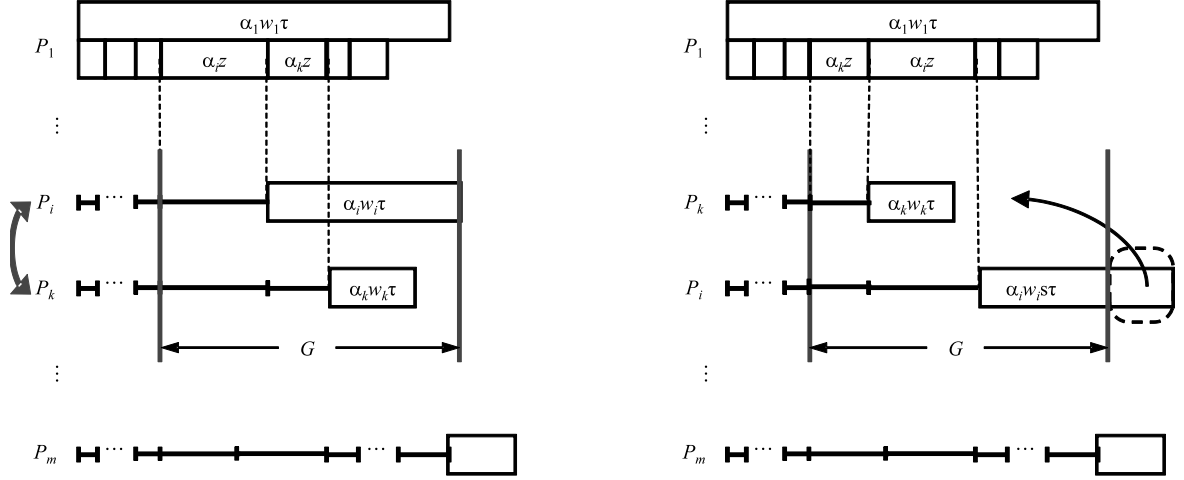 α₁w₁τ
P₁
αᵢz αₖz
⋮
Pᵢ ··· αᵢwᵢτ
Pₖ ··· αₖwₖτ
G
⋮
Pₘ ··· ···
α₁w₁τ
P₁
αₖz αᵢz
⋮
Pₖ ··· αₖwₖτ
Pᵢ ··· αᵢwᵢsτ
G
⋮
Pₘ ··· ···